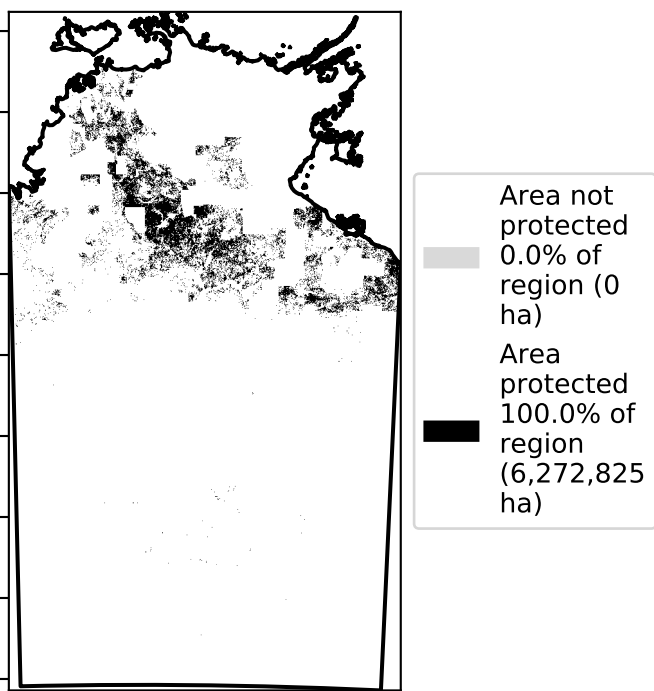 Area not
protected
0.0% of
region (0
ha)
Area
protected
100.0% of
region
(6,272,825
ha)